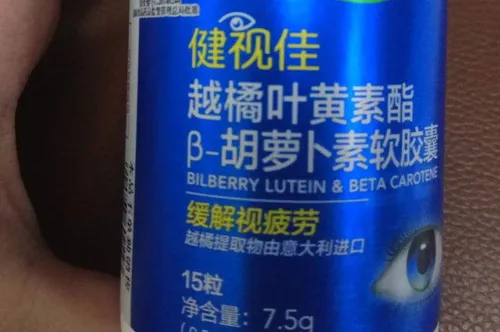 健视佳
越橘叶黄素酯
β-胡萝卜素软胶囊
BILBERRY LUTEIN & BETA CAROTENE
缓解视疲劳
越橘提取物由意大利进口
15粒
净含量：7.5g